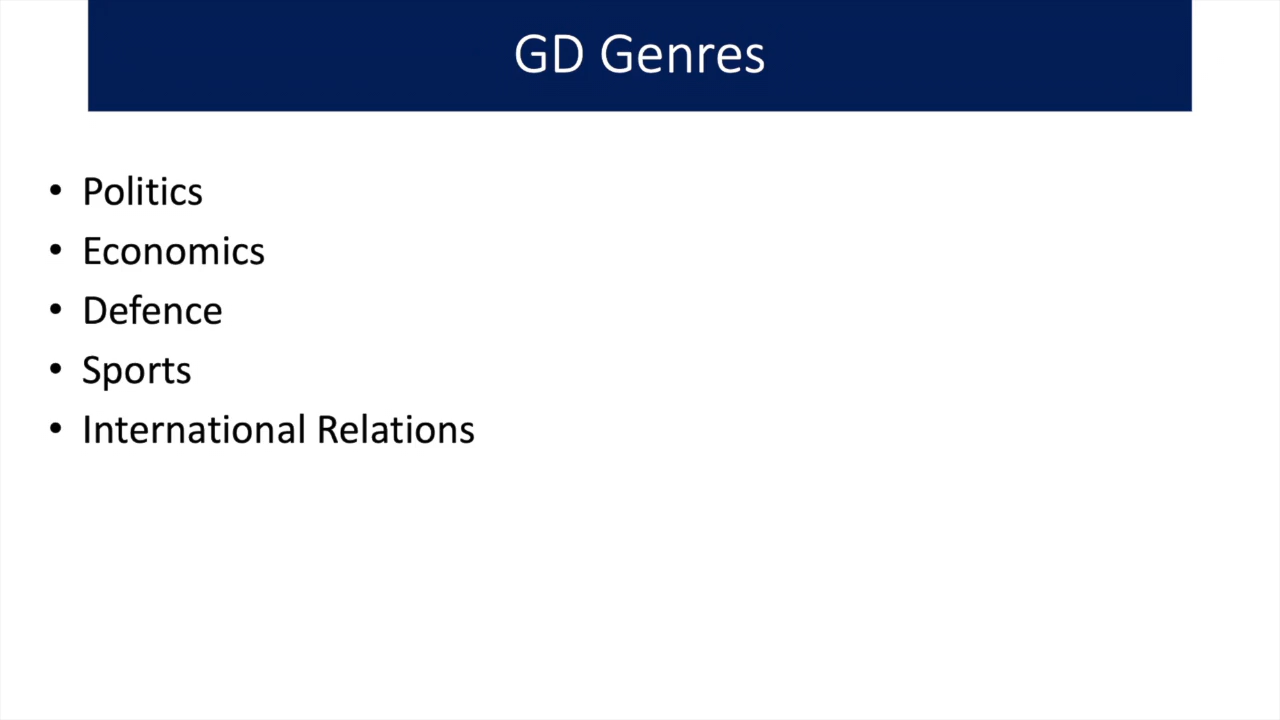 GD Genres
• Politics
• Economics
• Defence
• Sports
• International Relations